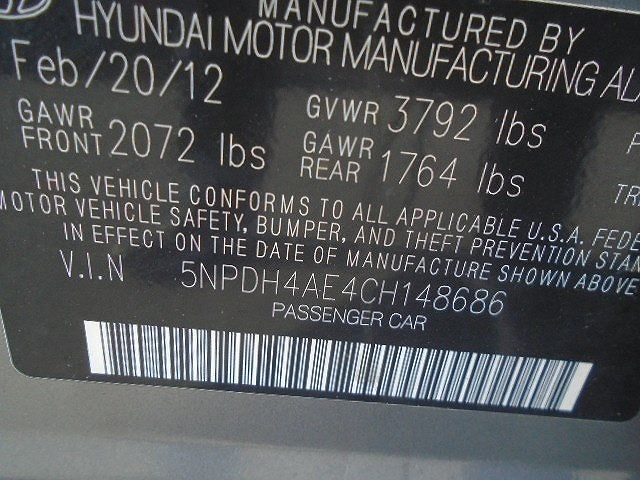 MANUFACTURED BY
HYUNDAI MOTOR MANUFACTURING
Feb/20/12
GVWR 3792 lbs
GAWR FRONT 2072 lbs
GAWR REAR 1764 lbs
THIS VEHICLE CONFORMS TO ALL APPLICABLE U.S.A.
MOTOR VEHICLE SAFETY, BUMPER, AND THEFT PREVENTION
IN EFFECT ON THE DATE OF MANUFACTURE SHOWN ABOVE
V.I.N 5NPDH4AE4CH148686
PASSENGER CAR